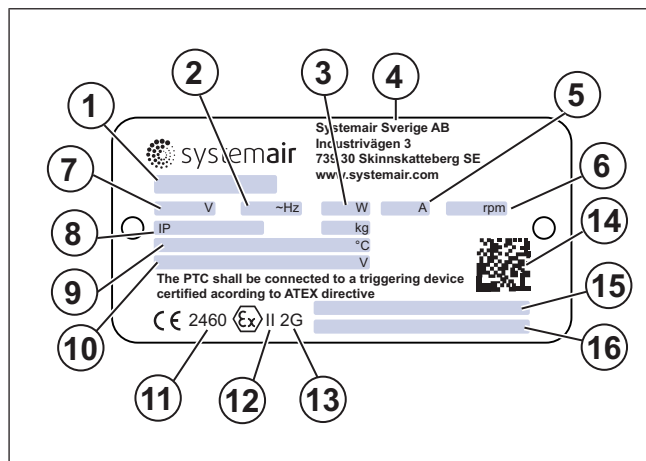 1
2
3
4
5
6
7
8
9
10
11
12
13
14
15
16
systemair
Systemair Sverige AB
Industrivägen 3
739 30 Skinnskatteberg SE
www.systemair.com
V ~Hz W A rpm
IP kg
°C
V
The PTC shall be connected to a triggering device
certified acording to ATEX directive
CE 2460 Ex II 2G